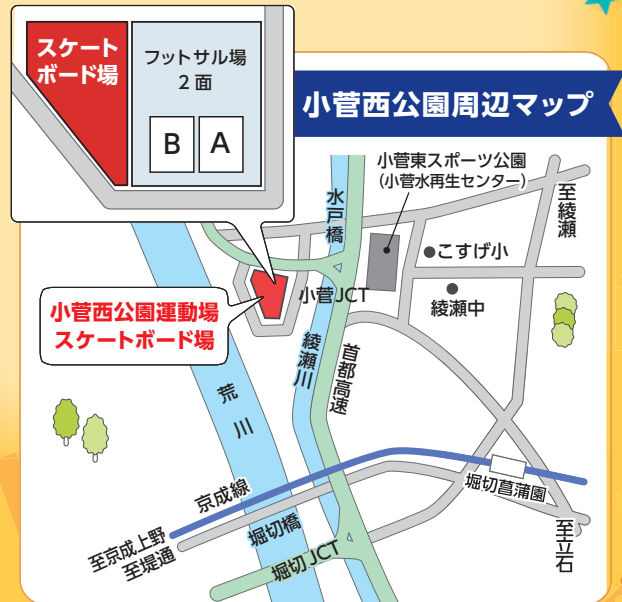 スケート
ボード場
フットサル場
2面
B
A
小菅西公園周辺マップ
小菅東スポーツ公園
(小菅水再生センター)
水戸橋
至綾瀬
こすげ小
小菅JCT
綾瀬中
小菅西公園運動場
スケートボード場
綾瀬川
首都高速
荒川
京成線
堀切菖蒲園
至京成上野
至堤通
堀切橋
堀切JCT
至立石